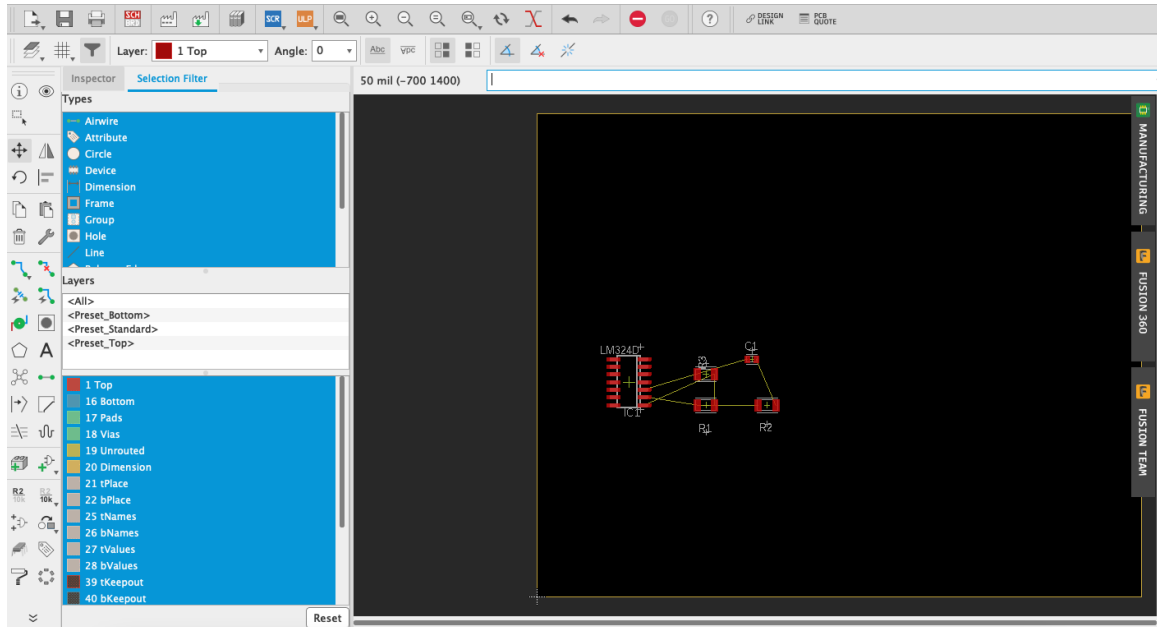 SCH
SCR
ULP
?
DESIGN
LINK
PCB
QUOTE
Layer: 1 Top
Angle: 0
Abc
Inspector
Selection Filter
50 mil (-700 1400)
Types
Airwire
Attribute
Circle
Device
Dimension
Frame
Group
Hole
Line
Layers
<All>
<Preset_Bottom>
<Preset_Standard>
<Preset_Top>
1 Top
16 Bottom
17 Pads
18 Vias
19 Unrouted
20 Dimension
21 tPlace
22 bPlace
25 tNames
26 bNames
27 tValues
28 bValues
39 tKeepout
40 bKeepout
Reset
R2
10k
R2
10k
LM324D
IC1
R3
C1
R1
R2
MANUFACTURING
FUSION 360
FUSION TEAM